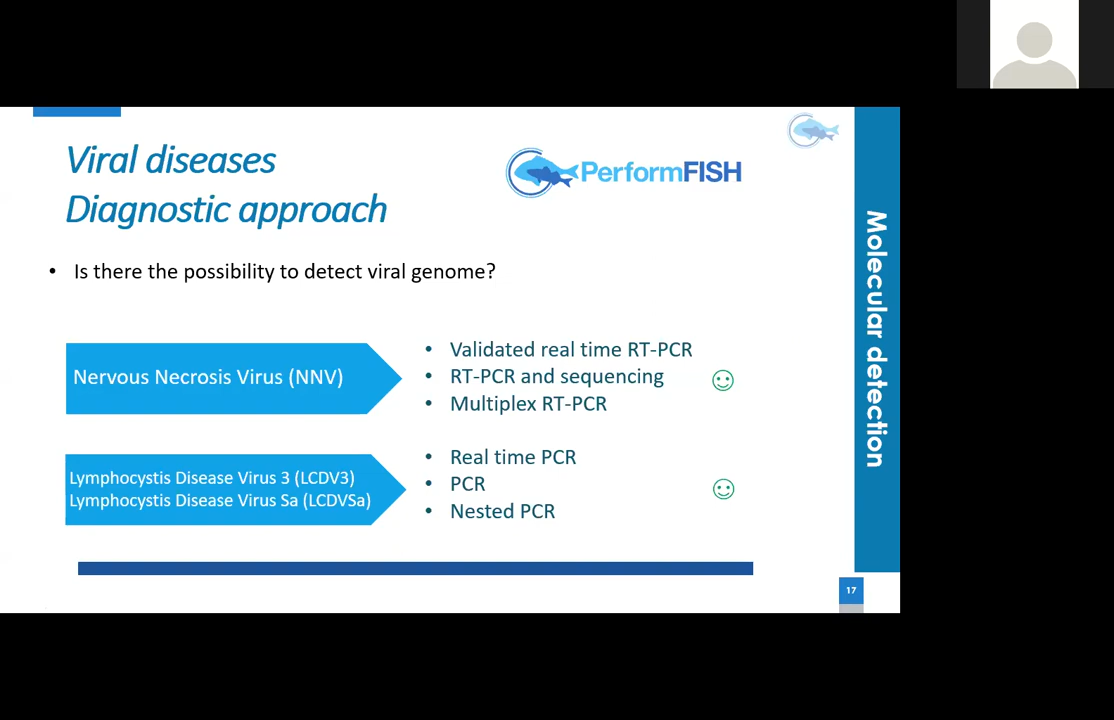 Viral diseases
Diagnostic approach
PerformFISH
• Is there the possibility to detect viral genome?
Nervous Necrosis Virus (NNV)
• Validated real time RT-PCR
• RT-PCR and sequencing
• Multiplex RT-PCR
Lymphocystis Disease Virus 3 (LCDV3)
Lymphocystis Disease Virus Sa (LCDVSa)
• Real time PCR
• PCR
• Nested PCR
Molecular detection
17